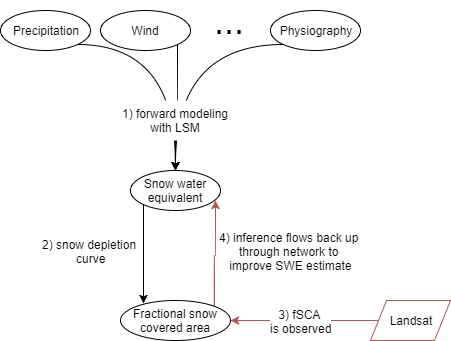 Precipitation
Wind
...
Physiography
1) forward modeling
with LSM
Snow water
equivalent
2) snow depletion
curve
4) inference flows back up
through network to
improve SWE estimate
Fractional snow
covered area
3) fSCA
is observed
Landsat